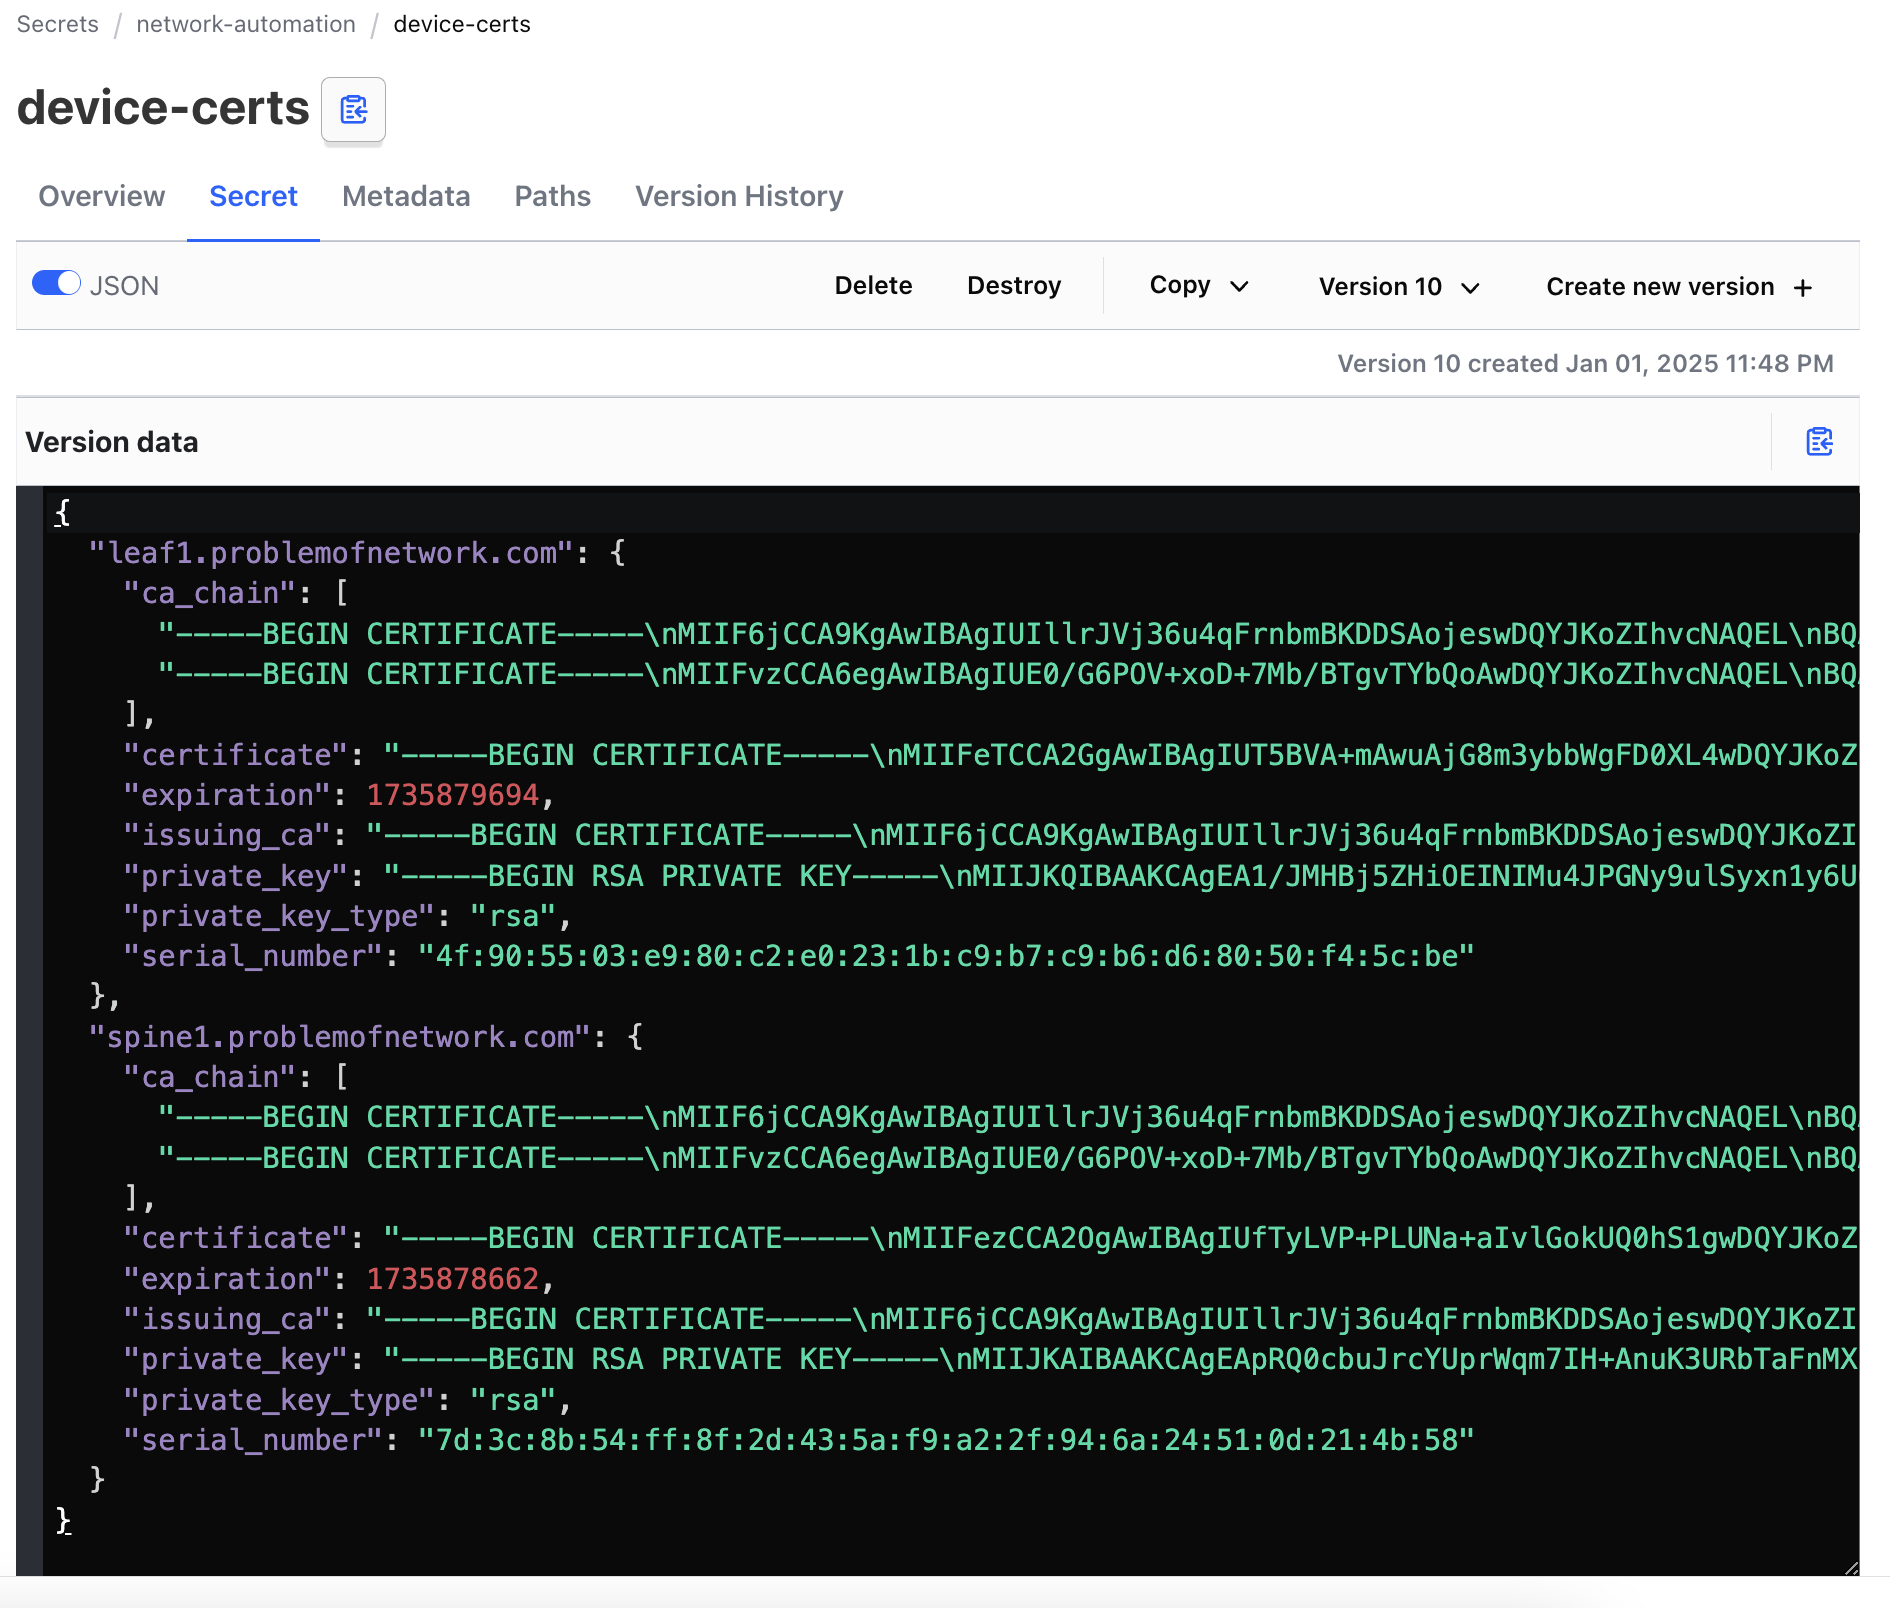 Secrets / network-automation / device-certs
device-certs
Overview Secret Metadata Paths Version History
JSON Delete Destroy Copy Version 10 Create new version +
Version 10 created Jan 01, 2025 11:48 PM
Version data
{
"leaf1.problemofnetwork.com": {
"ca_chain": [
"-----BEGIN CERTIFICATE-----\nMIIF6jCCA9KgAwIBAgIUIllrJVj36u4qFrnbmBKDDSAojeswDQYJKoZIhvcNAQEL\nBQ
"-----BEGIN CERTIFICATE-----\nMIIFvzCCA6egAwIBAgIUE0/G6POV+xoD+7Mb/BTgvTYbQoAwDQYJKoZIhvcNAQEL\nBQ
],
"certificate": "-----BEGIN CERTIFICATE-----\nMIIFeTCCA2GgAwIBAgIUT5BVA+mAwuAjG8m3ybbWgFD0XL4wDQYJKoZ
"expiration": 1735879694,
"issuing_ca": "-----BEGIN CERTIFICATE-----\nMIIF6jCCA9KgAwIBAgIUIllrJVj36u4qFrnbmBKDDSAojeswDQYJKoZI
"private_key": "-----BEGIN RSA PRIVATE KEY-----\nMIIJKQIBAAKCAgEA1/JMHBj5ZHiOEINIMu4JPGNy9ulSyxn1y6U
"private_key_type": "rsa",
"serial_number": "4f:90:55:03:e9:80:c2:e0:23:1b:c9:b7:c9:b6:d6:80:50:f4:5c:be"
},
"spine1.problemofnetwork.com": {
"ca_chain": [
"-----BEGIN CERTIFICATE-----\nMIIF6jCCA9KgAwIBAgIUIllrJVj36u4qFrnbmBKDDSAojeswDQYJKoZIhvcNAQEL\nBQ
"-----BEGIN CERTIFICATE-----\nMIIFvzCCA6egAwIBAgIUE0/G6POV+xoD+7Mb/BTgvTYbQoAwDQYJKoZIhvcNAQEL\nBQ
],
"certificate": "-----BEGIN CERTIFICATE-----\nMIIFezCCA2OgAwIBAgIUfTyLVP+PLUNa+aIvlGokUQ0hS1gwDQYJKoZ
"expiration": 1735878662,
"issuing_ca": "-----BEGIN CERTIFICATE-----\nMIIF6jCCA9KgAwIBAgIUIllrJVj36u4qFrnbmBKDDSAojeswDQYJKoZI
"private_key": "-----BEGIN RSA PRIVATE KEY-----\nMIIJKAIBAAKCAgEApRQ0cbuJrcYUprWqm7IH+AnuK3URbTaFnMX
"private_key_type": "rsa",
"serial_number": "7d:3c:8b:54:ff:8f:2d:43:5a:f9:a2:2f:94:6a:24:51:0d:21:4b:58"
}
}